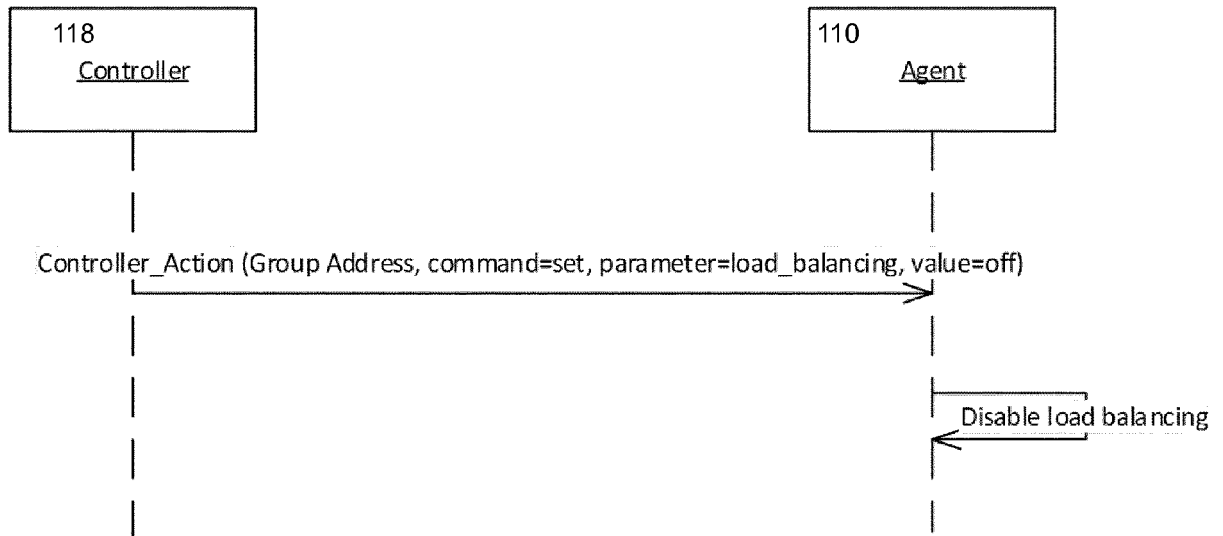 118
Controller
110
Agent
Controller_Action (Group Address, command=set, parameter=load_balancing, value=off)
Disable load balancing